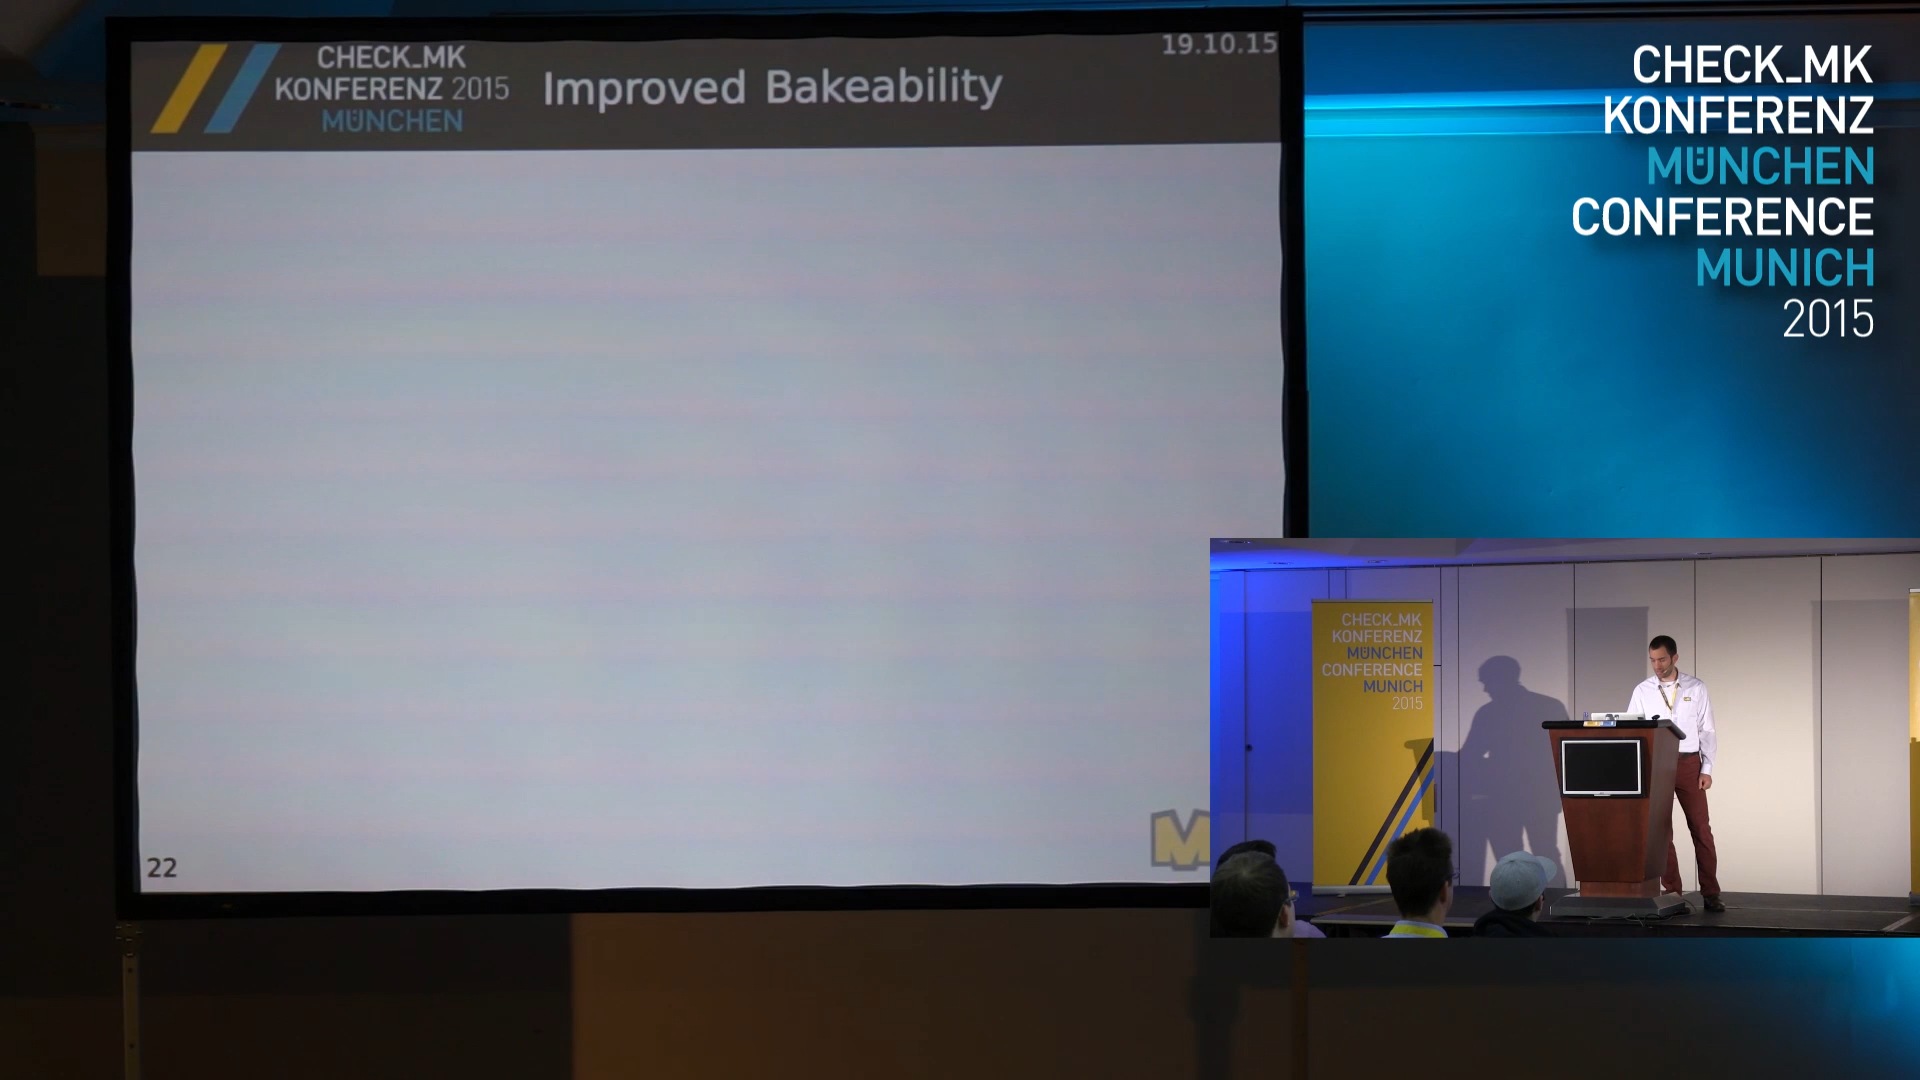 CHECK_MK
KONFERENZ 2015
MÜNCHEN
Improved Bakeability
19.10.15
22
M
CHECK_MK
KONFERENZ
MÜNCHEN
CONFERENCE
MUNICH
2015
CHECK_MK
KONFERENZ
MÜNCHEN
CONFERENCE
MUNICH
2015